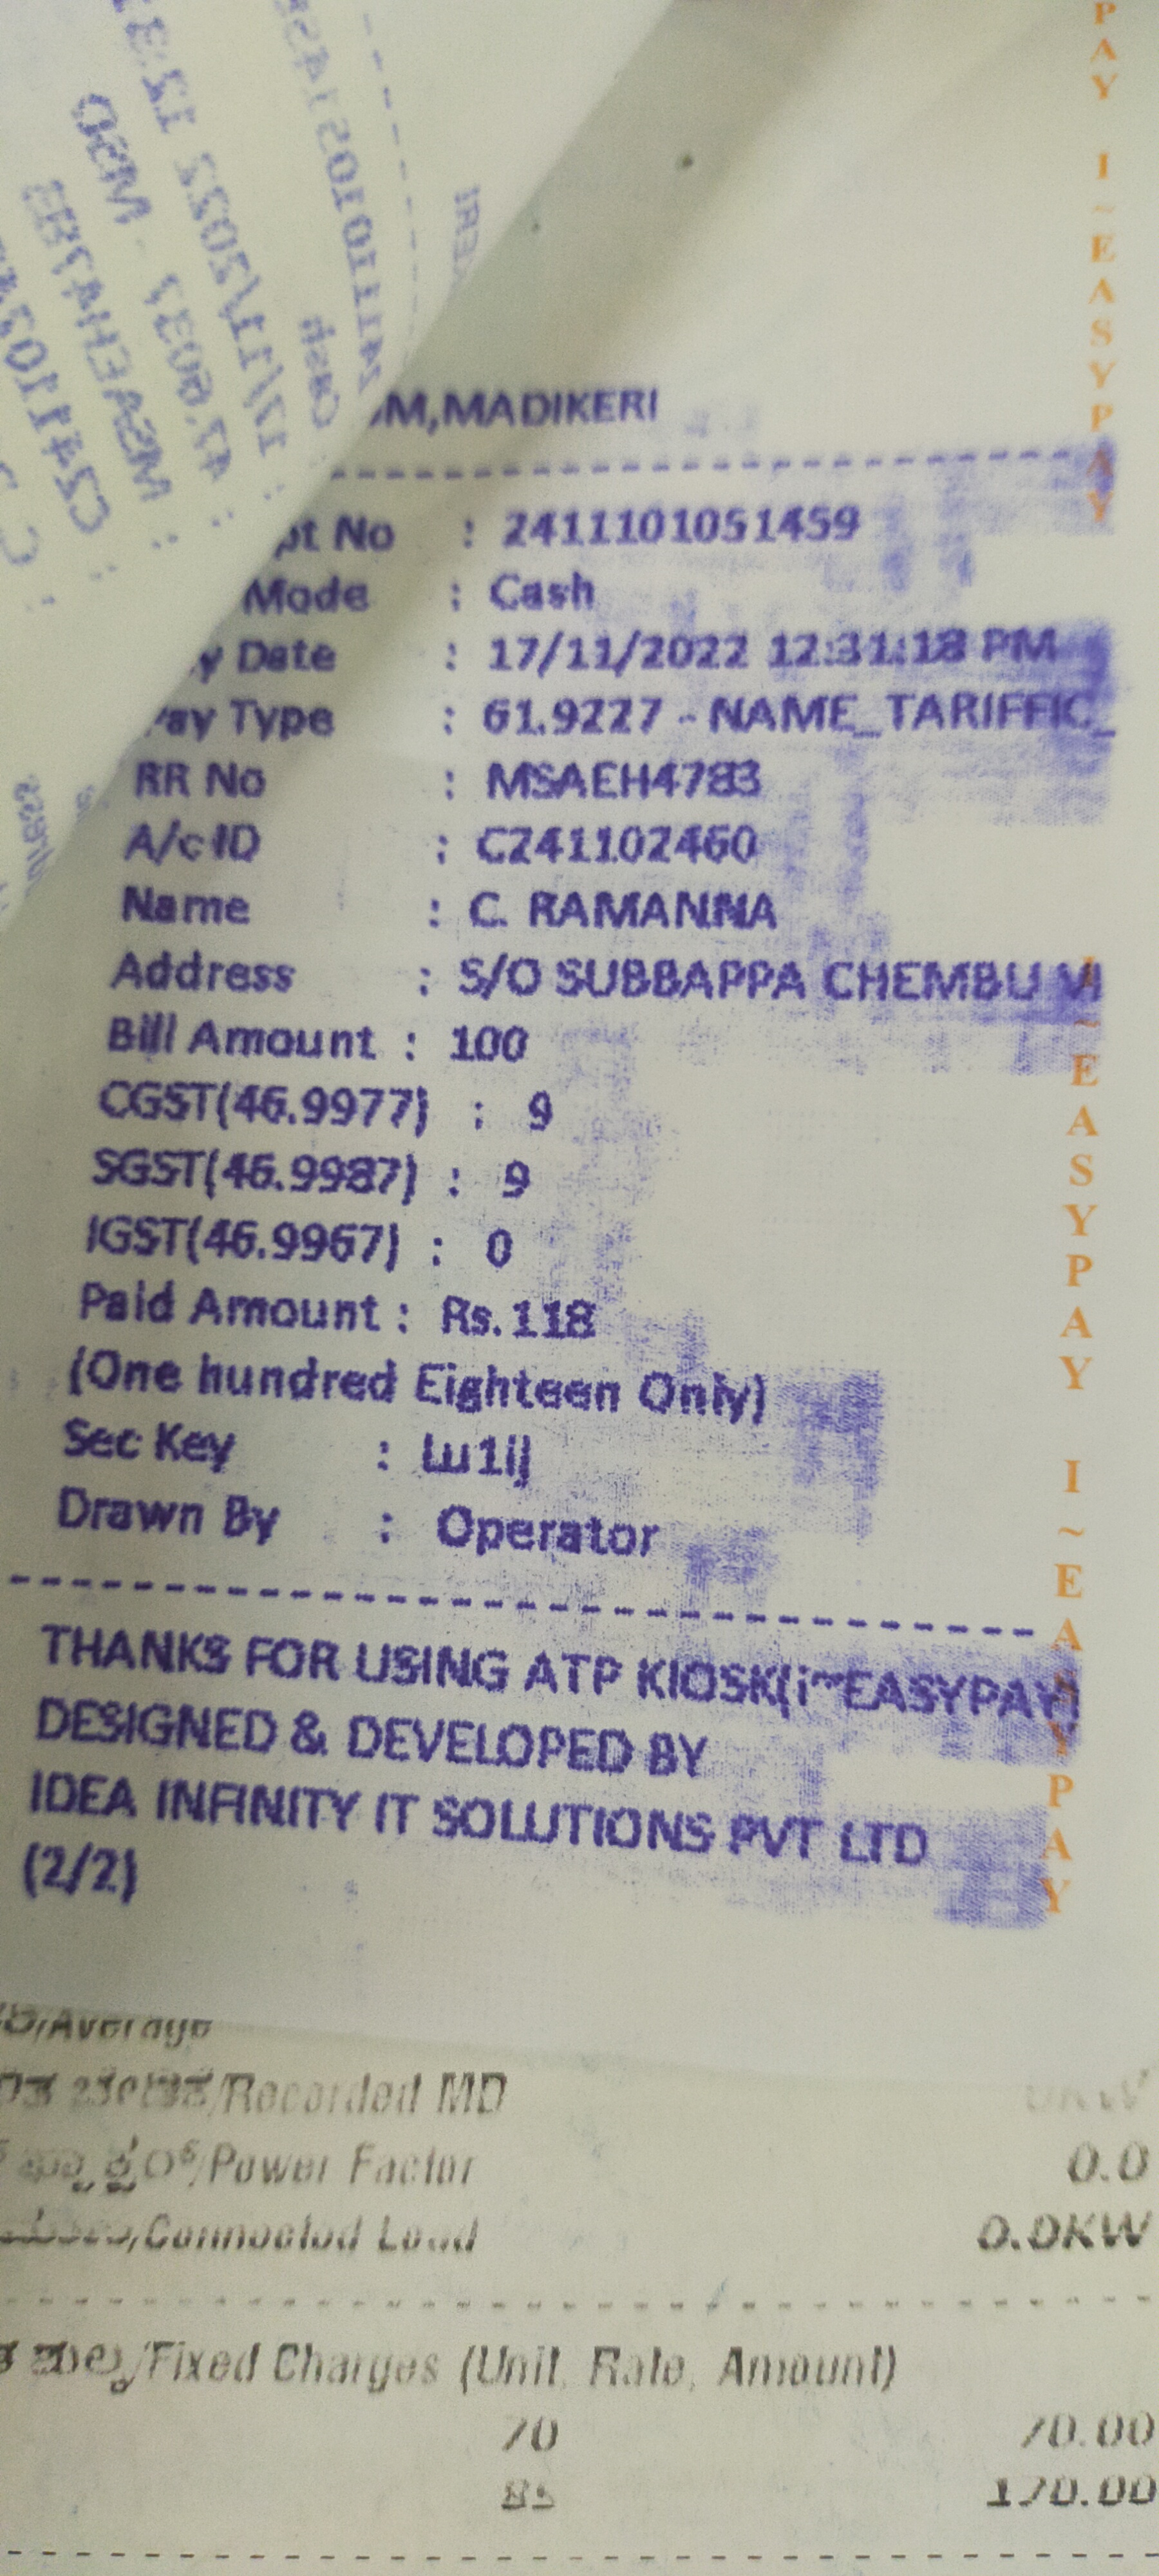 M,MADIKERI
pt No : 2411101051459
Mode : Cash
y Date : 17/11/2022 12:31:18 PM
Pay Type : 61.9227 - NAME_TARIFFIC_
RR No : MSAEH4783
A/c ID : C241102460
Name : C. RAMANNA
Address : S/O SUBBAPPA CHEMBU VI
Bill Amount : 100
CGST(46.9977) : 9
SGST(46.9987) : 9
IGST(46.9967) : 0
Paid Amount : Rs.118
(One hundred Eighteen Only)
Sec Key : Lu1ij
Drawn By : Operator
THANKS FOR USING ATP KIOSK(i~EASYPAY)
DESIGNED & DEVELOPED BY
IDEA INFINITY IT SOLUTIONS PVT LTD
(2/2)
PAY I~EASYPAY
I~EASYPAY I~EASYPAY
/Average
/Recorded MD 0KW
/Power Factor 0.0
/Connected Load 0.0KW
/Fixed Charges (Unit, Rate, Amount)
70 70.00
85 170.00